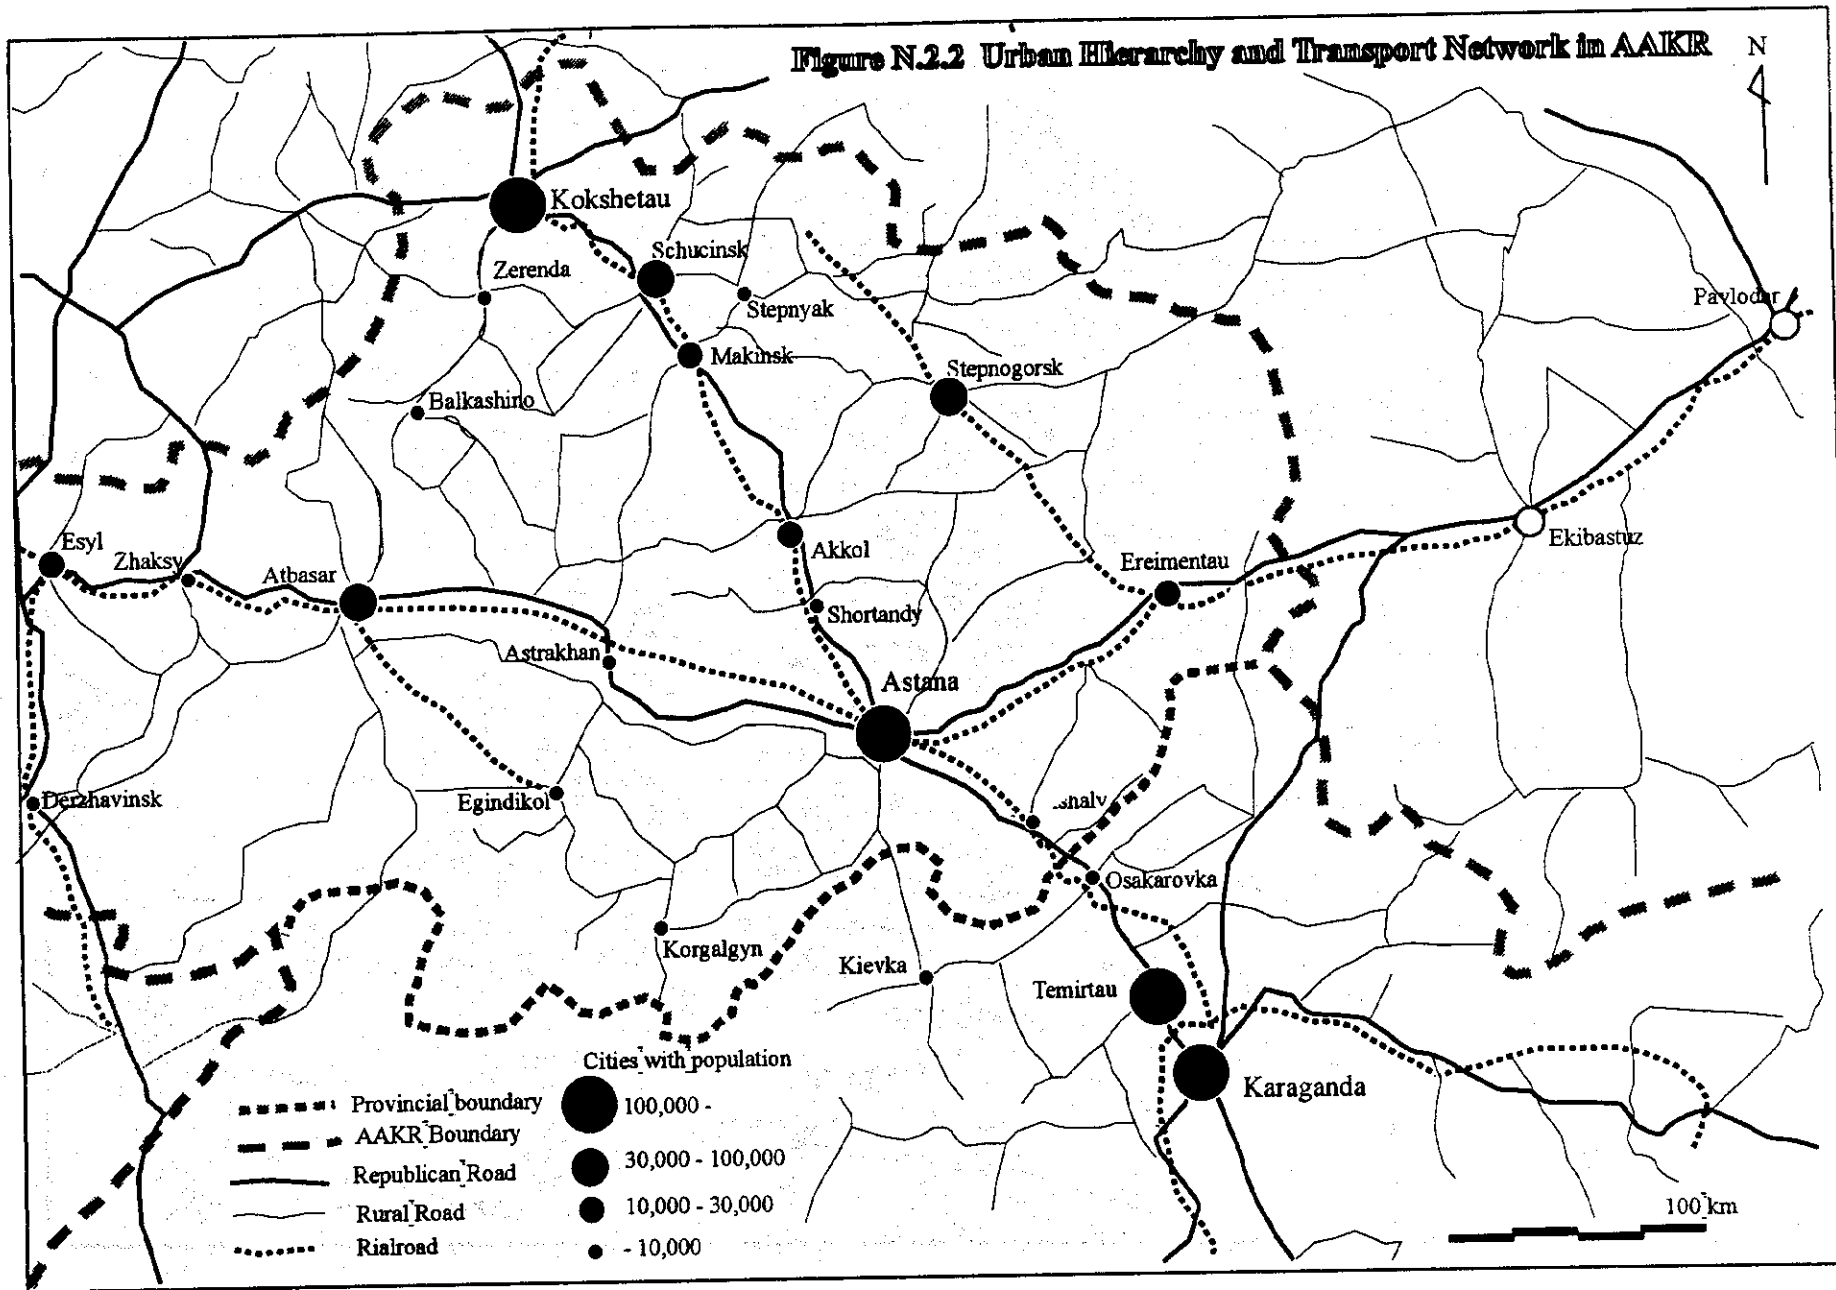 Figure N.2.2 Urban Hierarchy and Transport Network in AAKR
N
Kokshetau
Schucinsk
Zerenda
Stepnyak
Pavlodar
Makinsk
Stepnogorsk
Balkashino
Esyl
Zhaksy
Atbasar
Akkol
Ereimentau
Ekibastuz
Shortandy
Astrakhan
Astana
Derzhavinsk
Egindikol
Osakarovka
Korgalgyn
Kievka
Temirtau
Karaganda
Cities with population
Provincial boundary
100,000 -
AAKR Boundary
Republican Road
30,000 - 100,000
Rural Road
10,000 - 30,000
Rialroad
- 10,000
100 km